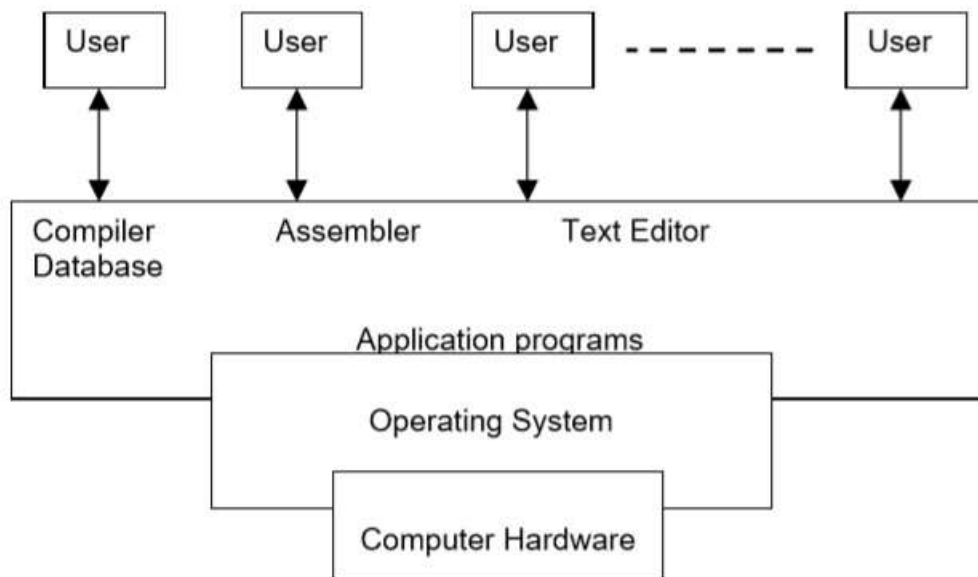 User User User User
Compiler Assembler Text Editor
Database
Application programs
Operating System
Computer Hardware